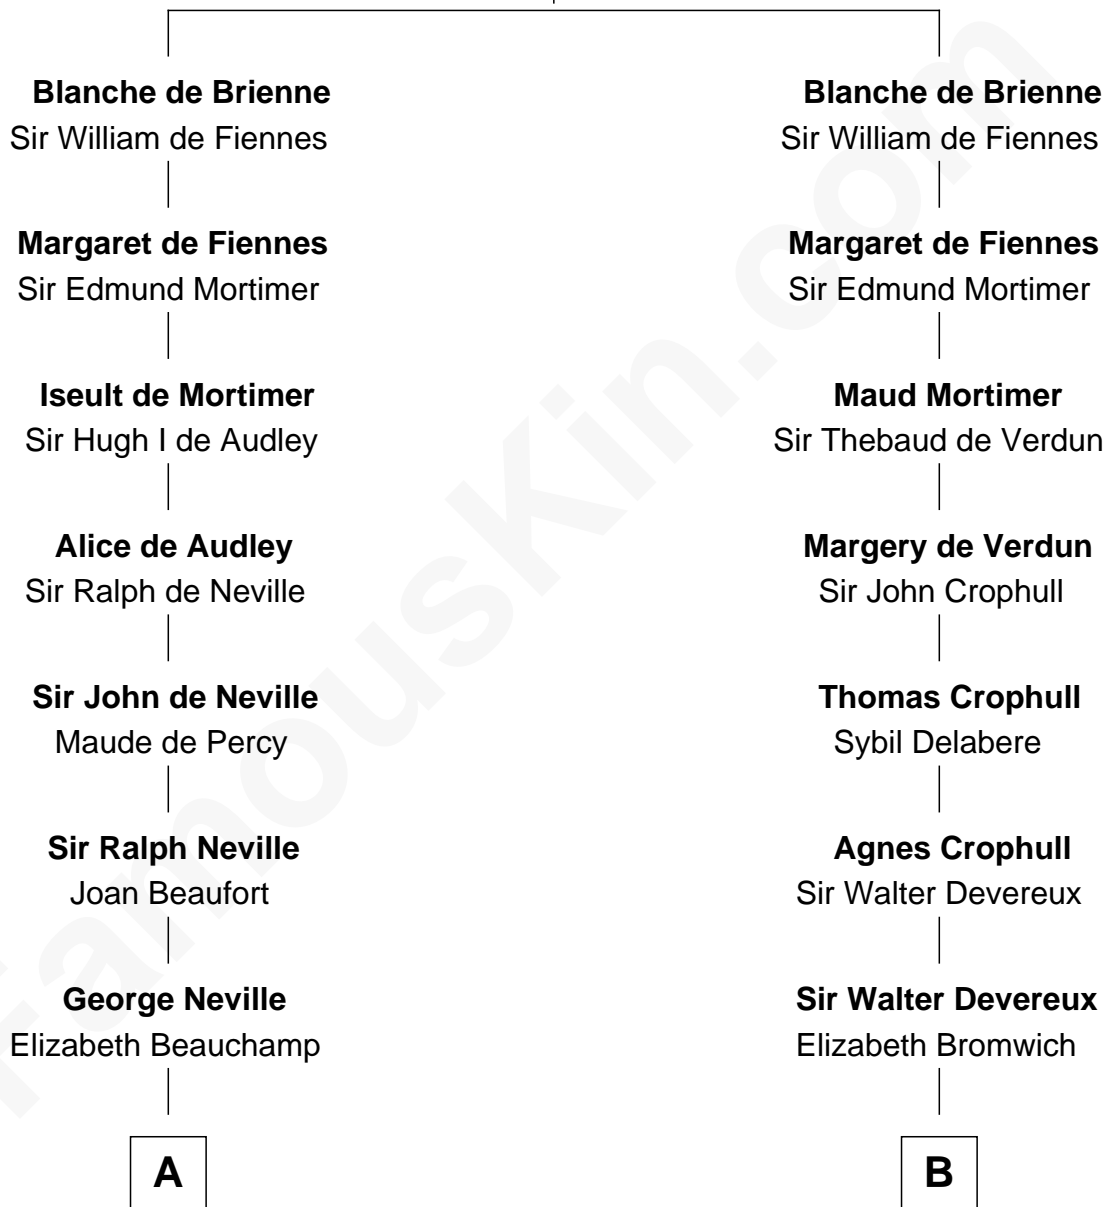 Blanche de Brienne
Sir William de Fiennes
Margaret de Fiennes
Sir Edmund Mortimer
Iseult de Mortimer
Sir Hugh I de Audley
Alice de Audley
Sir Ralph de Neville
Sir John de Neville
Maude de Percy
Sir Ralph Neville
Joan Beaufort
George Neville
Elizabeth Beauchamp
A
Blanche de Brienne
Sir William de Fiennes
Margaret de Fiennes
Sir Edmund Mortimer
Maud Mortimer
Sir Thebaud de Verdun
Margery de Verdun
Sir John Crophull
Thomas Crophull
Sybil Delabere
Agnes Crophull
Sir Walter Devereux
Sir Walter Devereux
Elizabeth Bromwich
B
FamousKin.com